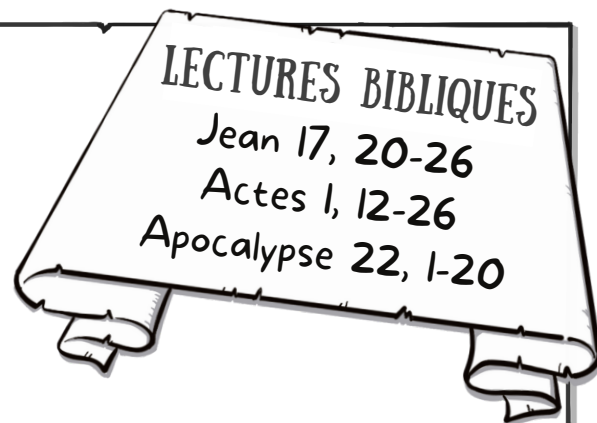 LECTURES BIBLIQUES
Jean 17, 20-26
Actes 1, 12-26
Apocalypse 22, 1-20